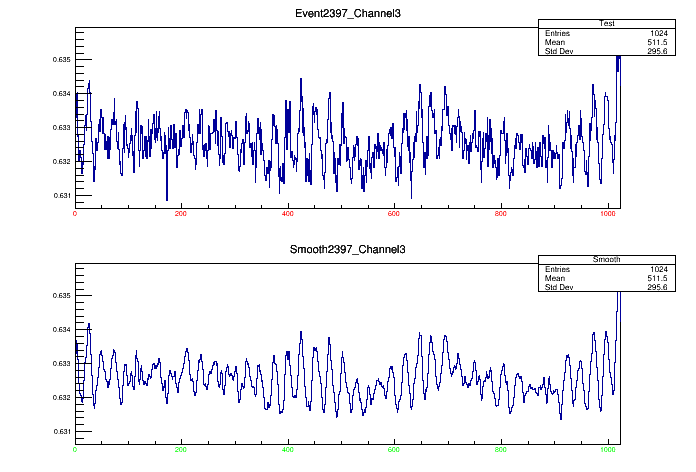 Event2397_Channel3
Test
Entries 1024
Mean 511.5
Std Dev 295.6
0.635
0.634
0.633
0.632
0.631
0 200 400 600 800 1000
Smooth2397_Channel3
Smooth
Entries 1024
Mean 511.5
Std Dev 295.6
0.635
0.634
0.633
0.632
0.631
0 200 400 600 800 1000